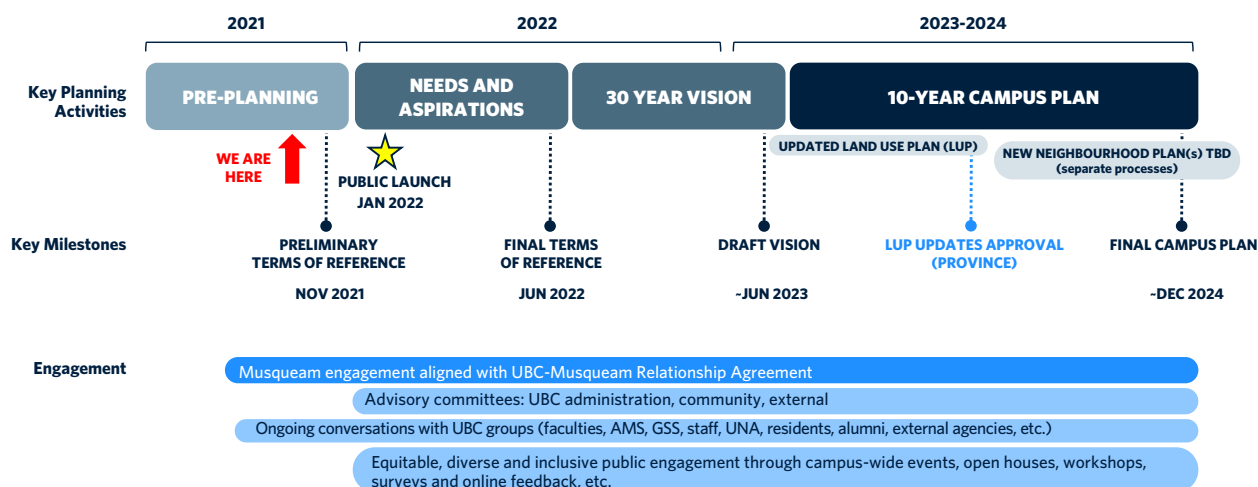 2021
2022
2023-2024
Key Planning
Activities
PRE-PLANNING
NEEDS AND
ASPIRATIONS
30 YEAR VISION
10-YEAR CAMPUS PLAN
WE ARE
HERE
PUBLIC LAUNCH
JAN 2022
UPDATED LAND USE PLAN (LUP)
NEW NEIGHBOURHOOD PLAN(s) TBD
(separate processes)
Key Milestones
PRELIMINARY
TERMS OF REFERENCE
NOV 2021
FINAL TERMS
OF REFERENCE
JUN 2022
DRAFT VISION
~JUN 2023
LUP UPDATES APPROVAL
(PROVINCE)
FINAL CAMPUS PLAN
~DEC 2024
Engagement
Musqueam engagement aligned with UBC-Musqueam Relationship Agreement
Advisory committees: UBC administration, community, external
Ongoing conversations with UBC groups (faculties, AMS, GSS, staff, UNA, residents, alumni, external agencies, etc.)
Equitable, diverse and inclusive public engagement through campus-wide events, open houses, workshops,
surveys and online feedback, etc.